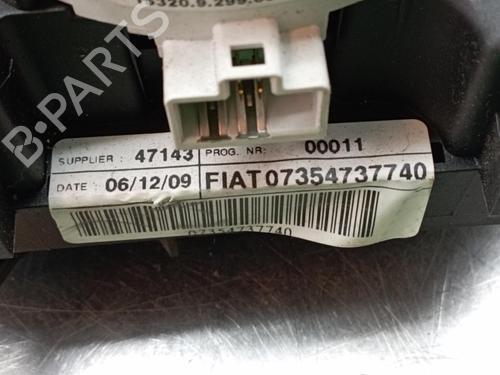 B-PARTS
SUPPLIER : 47143 PROG. NR: 00011
DATE : 06/12/09 FIAT 07354737740
07354737740